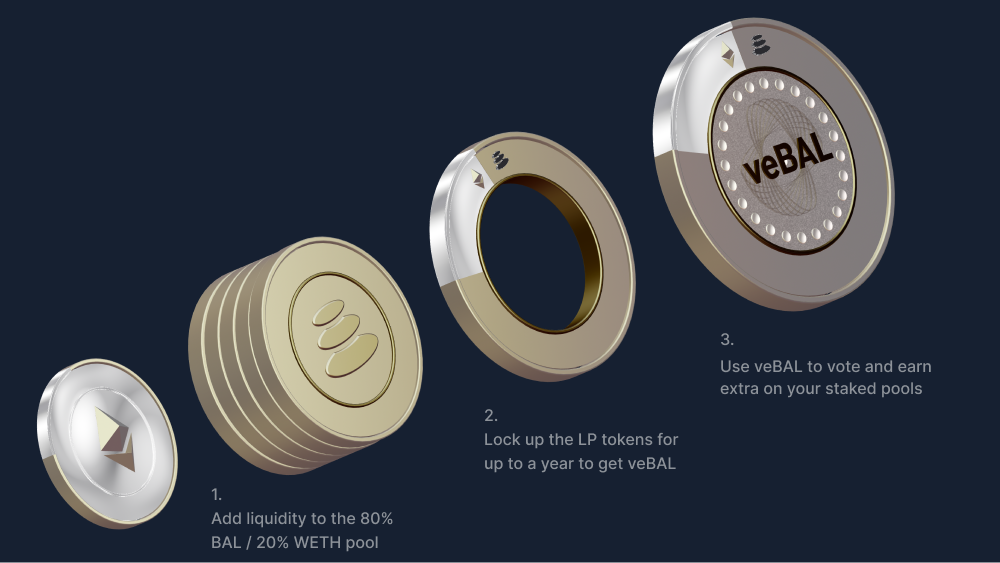 veBAL
1.
Add liquidity to the 80%
BAL / 20% WETH pool
2.
Lock up the LP tokens for
up to a year to get veBAL
3.
Use veBAL to vote and earn
extra on your staked pools